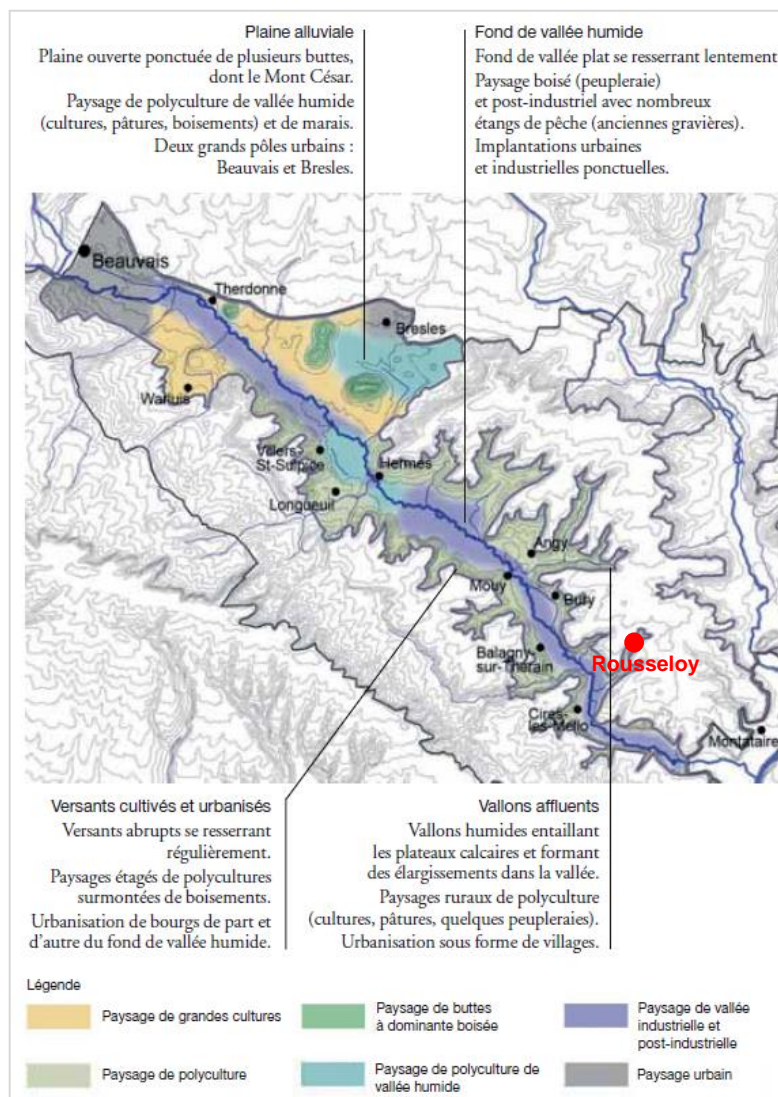 Plaine alluviale
Plaine ouverte ponctuée de plusieurs buttes,
dont le Mont César.
Paysage de polyculture de vallée humide
(cultures, pâtures, boisements) et de marais.
Deux grands pôles urbains :
Beauvais et Bresles.
Fond de vallée humide
Fond de vallée plat se resserrant lentement
Paysage boisé (peupleraie)
et post-industriel avec nombreux
étangs de pêche (anciennes gravières).
Implantations urbaines
et industrielles ponctuelles.
Beauvais
Therdonne
Bresles
Warluis
Villers-
St-Sulpice
Hermes
Longueuil
Angy
Mouy
Bury
Rousseloy
Balagny-
sur-Thérain
Cires-
les-Mello
Montataire
Versants cultivés et urbanisés
Versants abrupts se resserrant
régulièrement.
Paysages étagés de polycultures
surmontées de boisements.
Urbanisation de bourgs de part et
d'autre du fond de vallée humide.
Vallons affluents
Vallons humides entaillant
les plateaux calcaires et formant
des élargissements dans la vallée.
Paysages ruraux de polyculture
(cultures, pâtures, quelques peupleraies).
Urbanisation sous forme de villages.
Légende
Paysage de grandes cultures
Paysage de buttes
à dominante boisée
Paysage de vallée
industrielle et
post-industrielle
Paysage de polyculture
Paysage de polyculture de
vallée humide
Paysage urbain